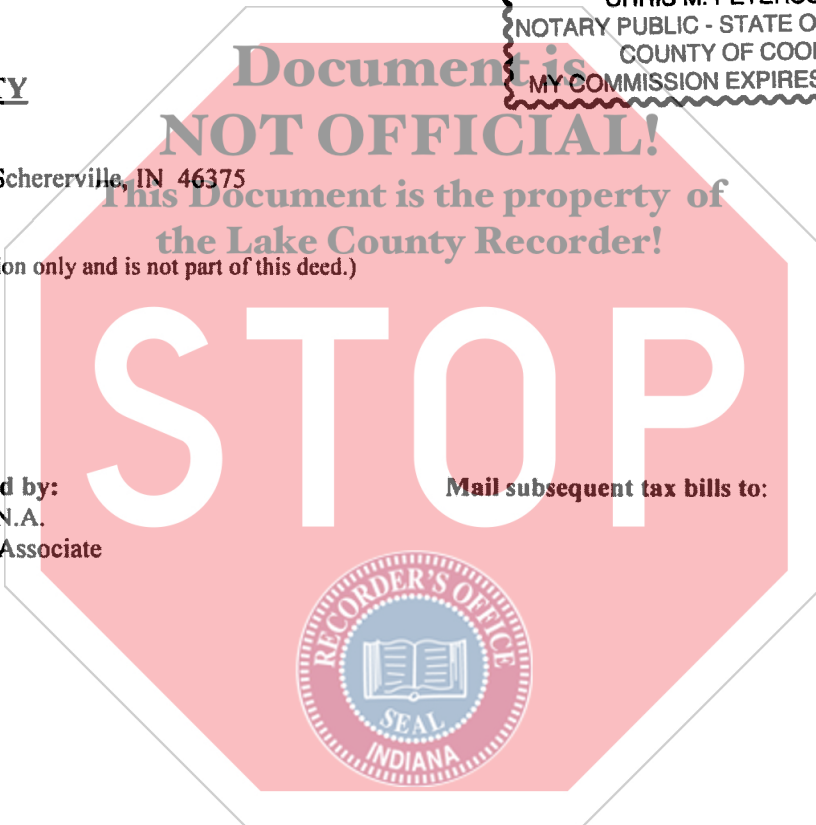 NOTARY PUBLIC - STATE
COUNTY OF
MY COMMISSION EXPIRES
Document is
NOT OFFICIAL!
Schererville, IN 46375
This Document is the property of
the Lake County Recorder!
only and is not part of this deed.)
STOP
by:
Mail subsequent tax bills to:
N.A.
Associate
RECORDER'S OFFICE
SEAL
INDIANA